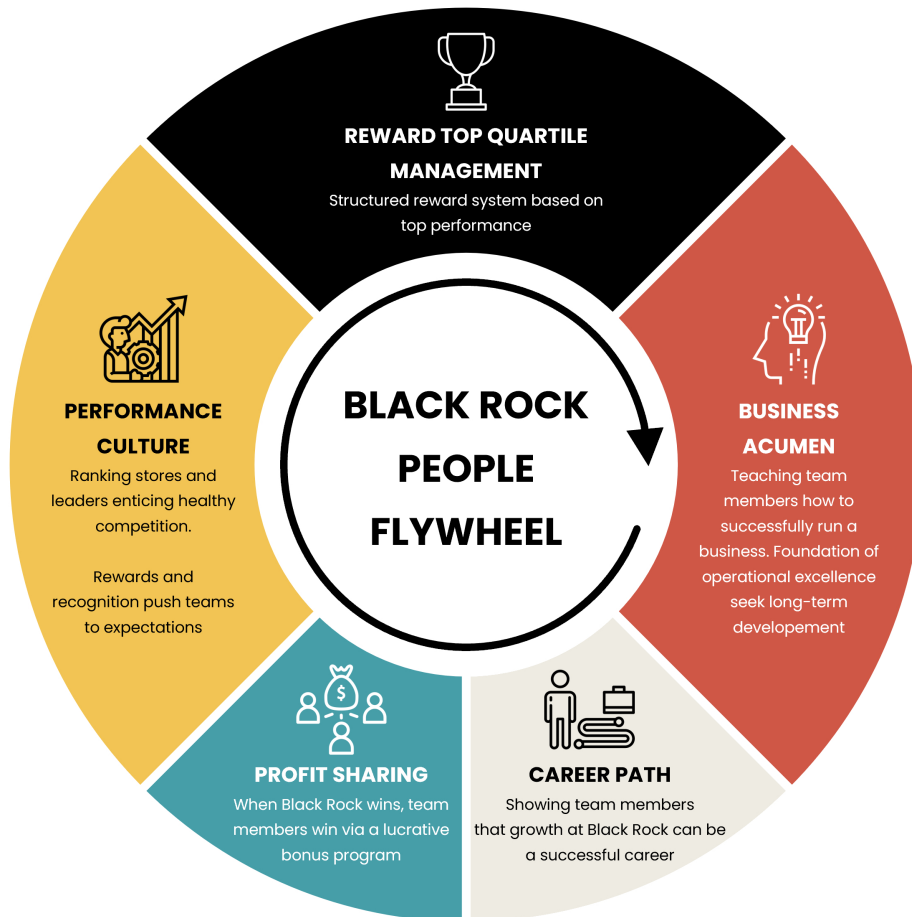 REWARD TOP QUARTILE
MANAGEMENT
Structured reward system based on
top performance
BUSINESS
ACUMEN
Teaching team
members how to
successfully run a
business. Foundation of
operational excellence
seek long-term
developement
CAREER PATH
Showing team members
that growth at Black Rock can be
a successful career
PROFIT SHARING
When Black Rock wins, team
members win via a lucrative
bonus program
PERFORMANCE
CULTURE
Ranking stores and
leaders enticing healthy
competition.
Rewards and
recognition push teams
to expectations
BLACK ROCK
PEOPLE
FLYWHEEL
$